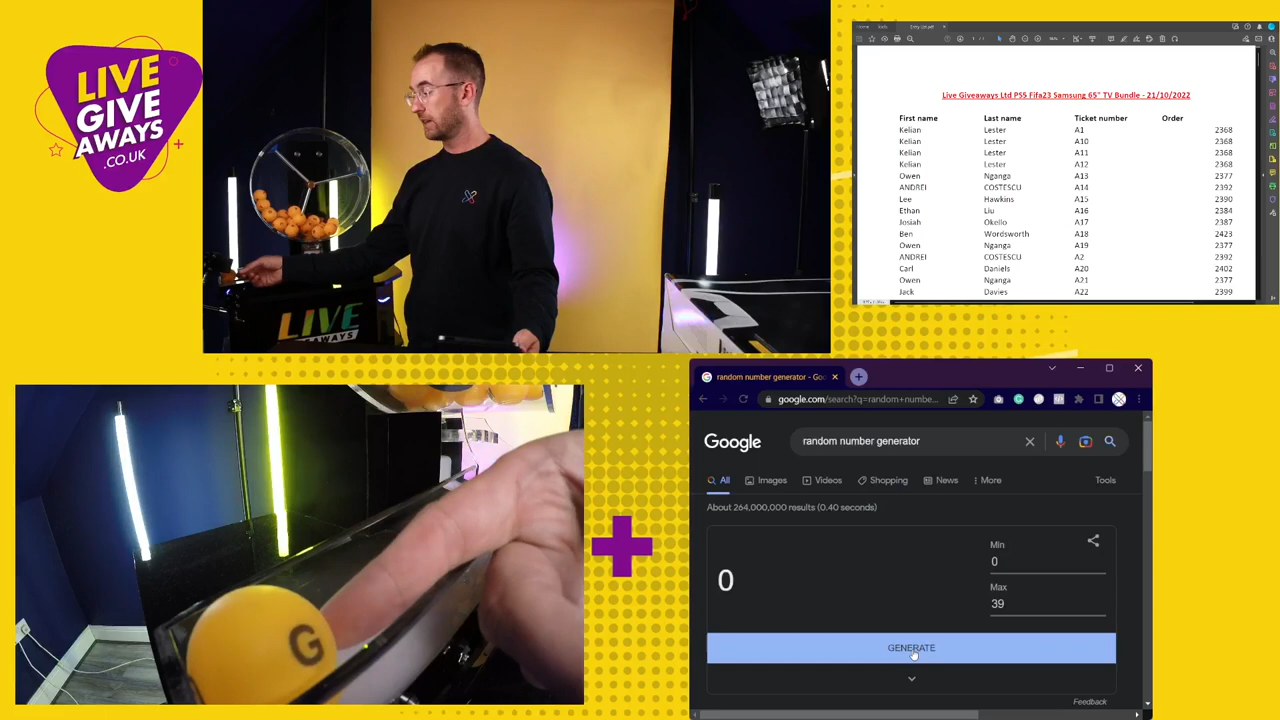 LIVE
GIVE
AWAYS
.CO.UK
LIVE
AWAYS
Live Giveaways Ltd PS5 Fifa23 Samsung 65" TV Bundle - 21/10/2022
First name Last name Ticket number Order
Kelian Lester A1 2368
Kelian Lester A10 2368
Kelian Lester A11 2368
Kelian Lester A12 2368
Owen Nganga A13 2377
ANDREI COSTESCU A14 2392
Lee Hawkins A15 2390
Ethan Liu A16 2384
Josiah Okello A17 2387
Ben Wordsworth A18 2423
Owen Nganga A19 2377
ANDREI COSTESCU A2 2392
Carl Daniels A20 2402
Owen Nganga A21 2377
Jack Davies A22 2399
G
random number generator - Goo
google.com/search?q=random+numbe...
Google
random number generator
All Images Videos Shopping News More Tools
About 264,000,000 results (0.40 seconds)
0
Min
0
Max
39
GENERATE
Feedback